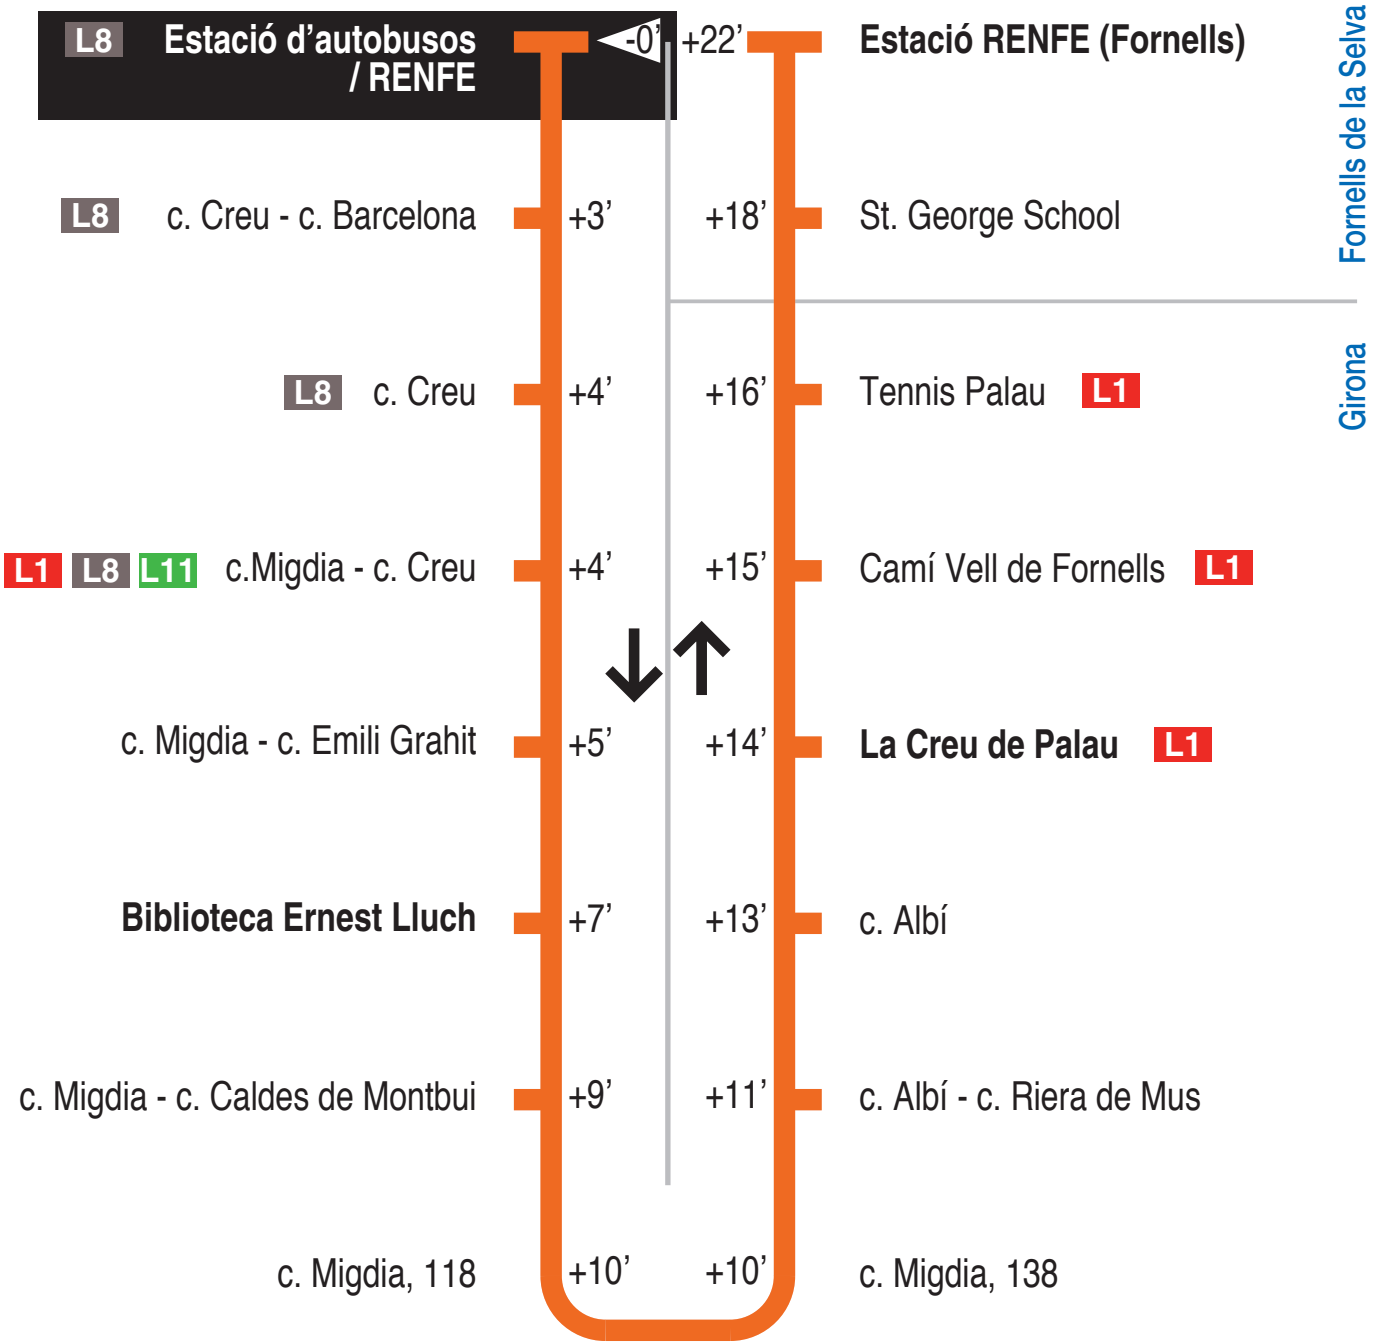 L8 Estació d’autobusos
/ RENFE
-0’
+22’ Estació RENFE (Fornells)
L8 c. Creu - c. Barcelona +3’
+18’ St. George School
Fornells de la Selva
L8 c. Creu +4’
+16’ Tennis Palau L1
Girona
L1 L8 L11 c.Migdia - c. Creu +4’
+15’ Camí Vell de Fornells L1
c. Migdia - c. Emili Grahit +5’
+14’ La Creu de Palau L1
Biblioteca Ernest Lluch +7’
+13’ c. Albí
c. Migdia - c. Caldes de Montbui +9’
+11’ c. Albí - c. Riera de Mus
c. Migdia, 118 +10’
+10’ c. Migdia, 138